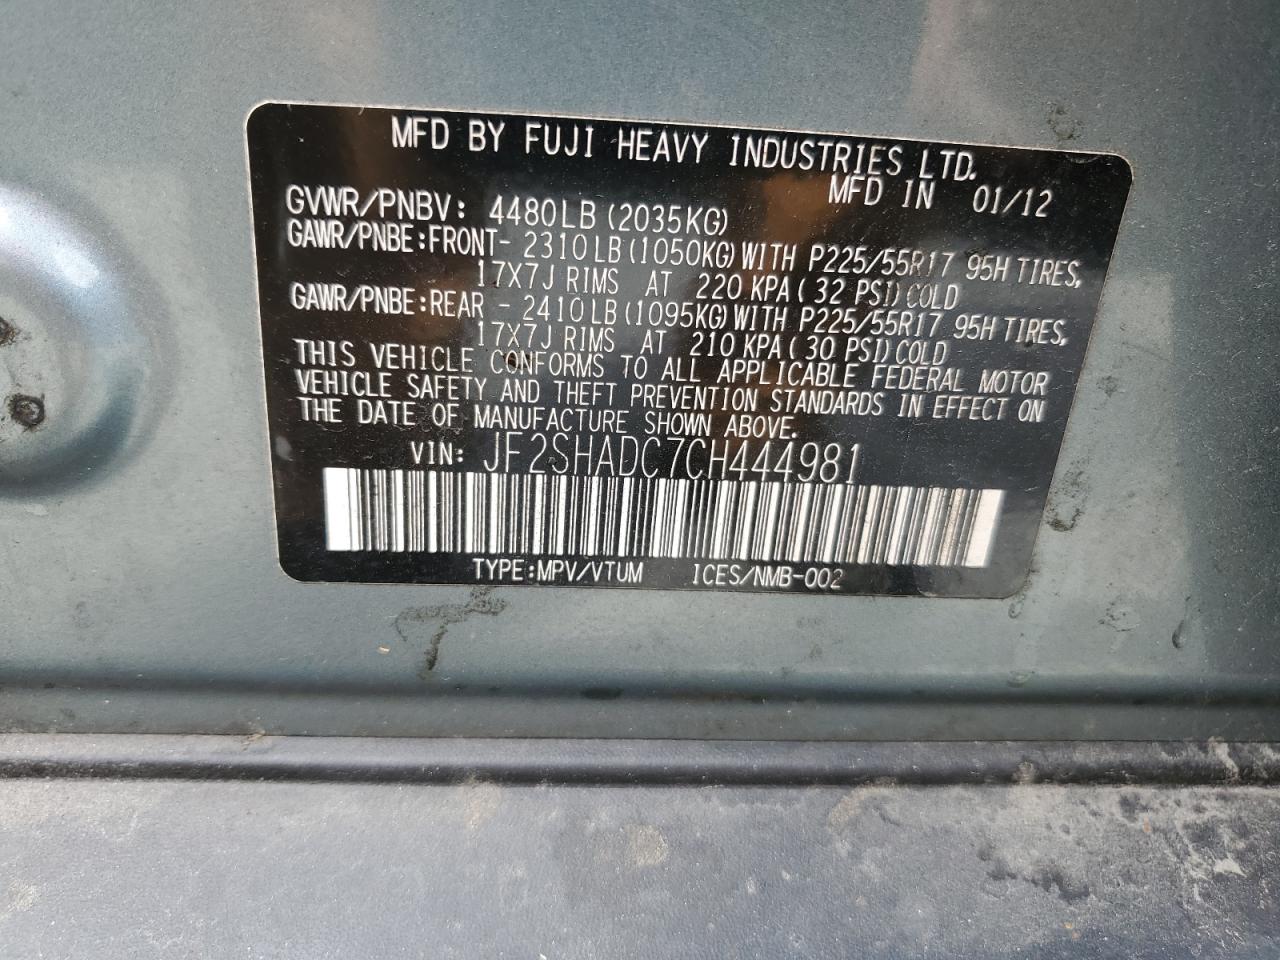 MFD BY FUJI HEAVY INDUSTRIES LTD.
MFD IN 01/12
GVWR/PNBV: 4480LB (2035KG)
GAWR/PNBE:FRONT- 2310LB(1050KG)WITH P225/55R17 95H TIRES,
17X7J RIMS AT 220 KPA(32 PSI)COLD
GAWR/PNBE:REAR - 2410LB(1095KG)WITH P225/55R17 95H TIRES,
17X7J RIMS AT 210 KPA(30 PSI)COLD
THIS VEHICLE CONFORMS TO ALL APPLICABLE FEDERAL MOTOR
VEHICLE SAFETY AND THEFT PREVENTION STANDARDS IN EFFECT ON
THE DATE OF MANUFACTURE SHOWN ABOVE.
VIN: JF2SHADC7CH444981
TYPE:MPV/VTUM ICES/NMB-002